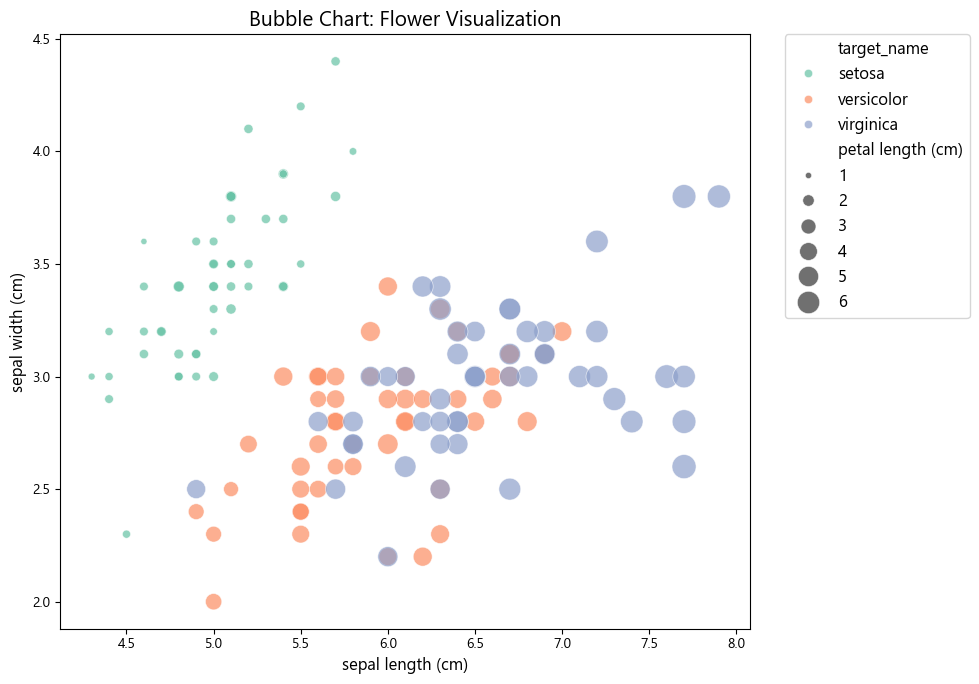 Bubble Chart: Flower Visualization
sepal width (cm)
4.5
4.0
3.5
3.0
2.5
2.0
4.5 5.0 5.5 6.0 6.5 7.0 7.5 8.0
sepal length (cm)
target_name
setosa
versicolor
virginica
petal length (cm)
1
2
3
4
5
6